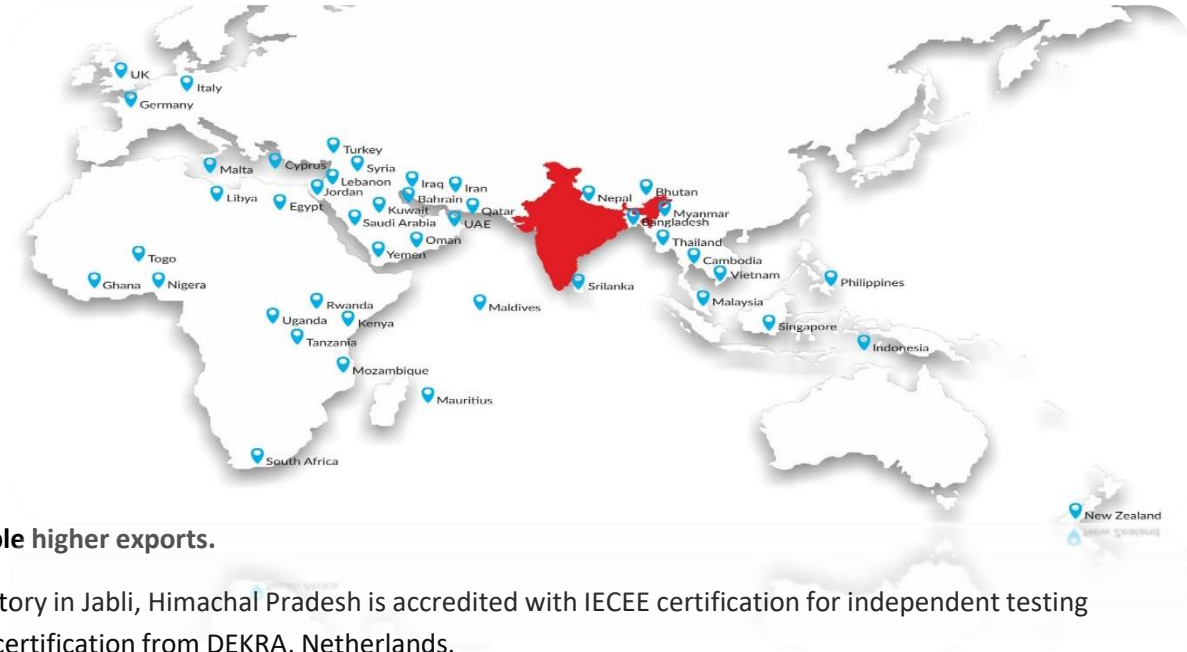 UK
Italy
Germany
Turkey
Malta
Cyprus
Syria
Lebanon
Iraq
Iran
Jordan
Bahrain
Libya
Egypt
Kuwait
Qatar
Saudi Arabia
UAE
Oman
Yemen
Nepal
Bhutan
Myanmar
Bangladesh
Thailand
Cambodia
Vietnam
Togo
Ghana
Nigera
Srilanka
Philippines
Rwanda
Maldives
Malaysia
Uganda
Kenya
Singapore
Tanzania
Indonesia
Mozambique
Mauritius
South Africa
New Zealand
higher exports.
in Jabli, Himachal Pradesh is accredited with IECEE certification for independent testing
certification from DEKRA, Netherlands.